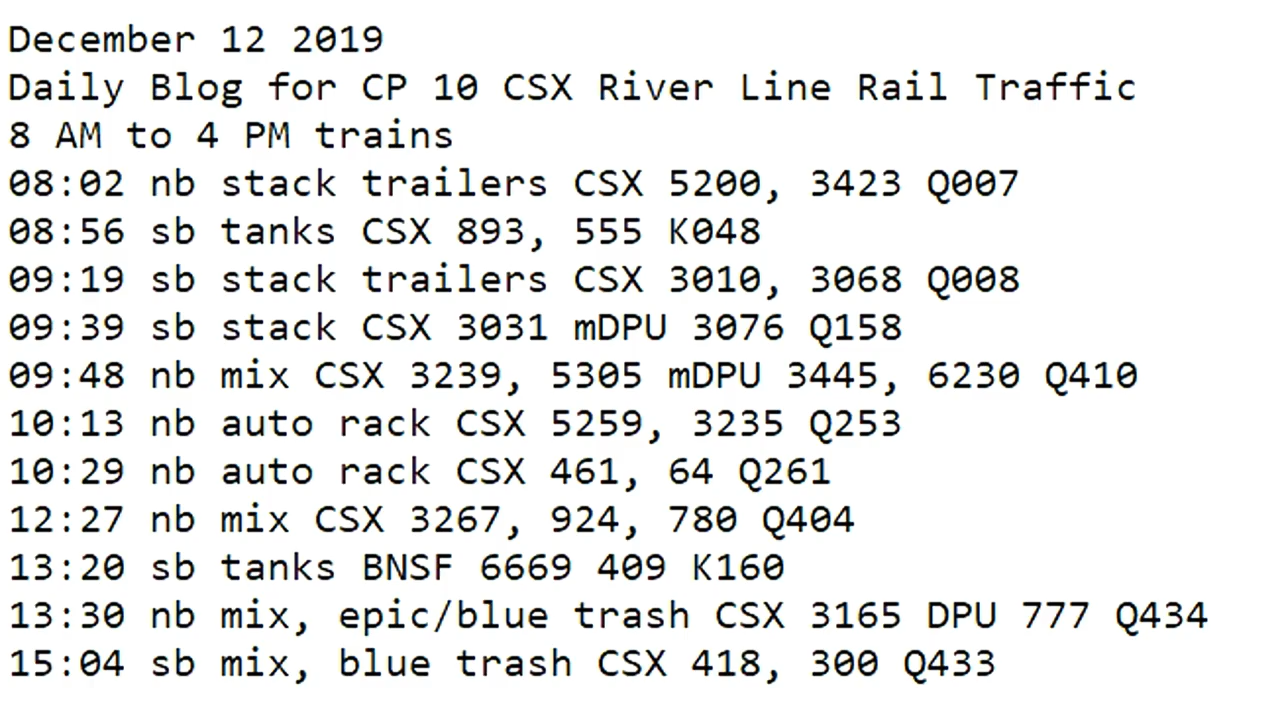 December 12 2019
Daily Blog for CP 10 CSX River Line Rail Traffic
8 AM to 4 PM trains
08:02 nb stack trailers CSX 5200, 3423 Q007
08:56 sb tanks CSX 893, 555 K048
09:19 sb stack trailers CSX 3010, 3068 Q008
09:39 sb stack CSX 3031 mDPU 3076 Q158
09:48 nb mix CSX 3239, 5305 mDPU 3445, 6230 Q410
10:13 nb auto rack CSX 5259, 3235 Q253
10:29 nb auto rack CSX 461, 64 Q261
12:27 nb mix CSX 3267, 924, 780 Q404
13:20 sb tanks BNSF 6669 409 K160
13:30 nb mix, epic/blue trash CSX 3165 DPU 777 Q434
15:04 sb mix, blue trash CSX 418, 300 Q433